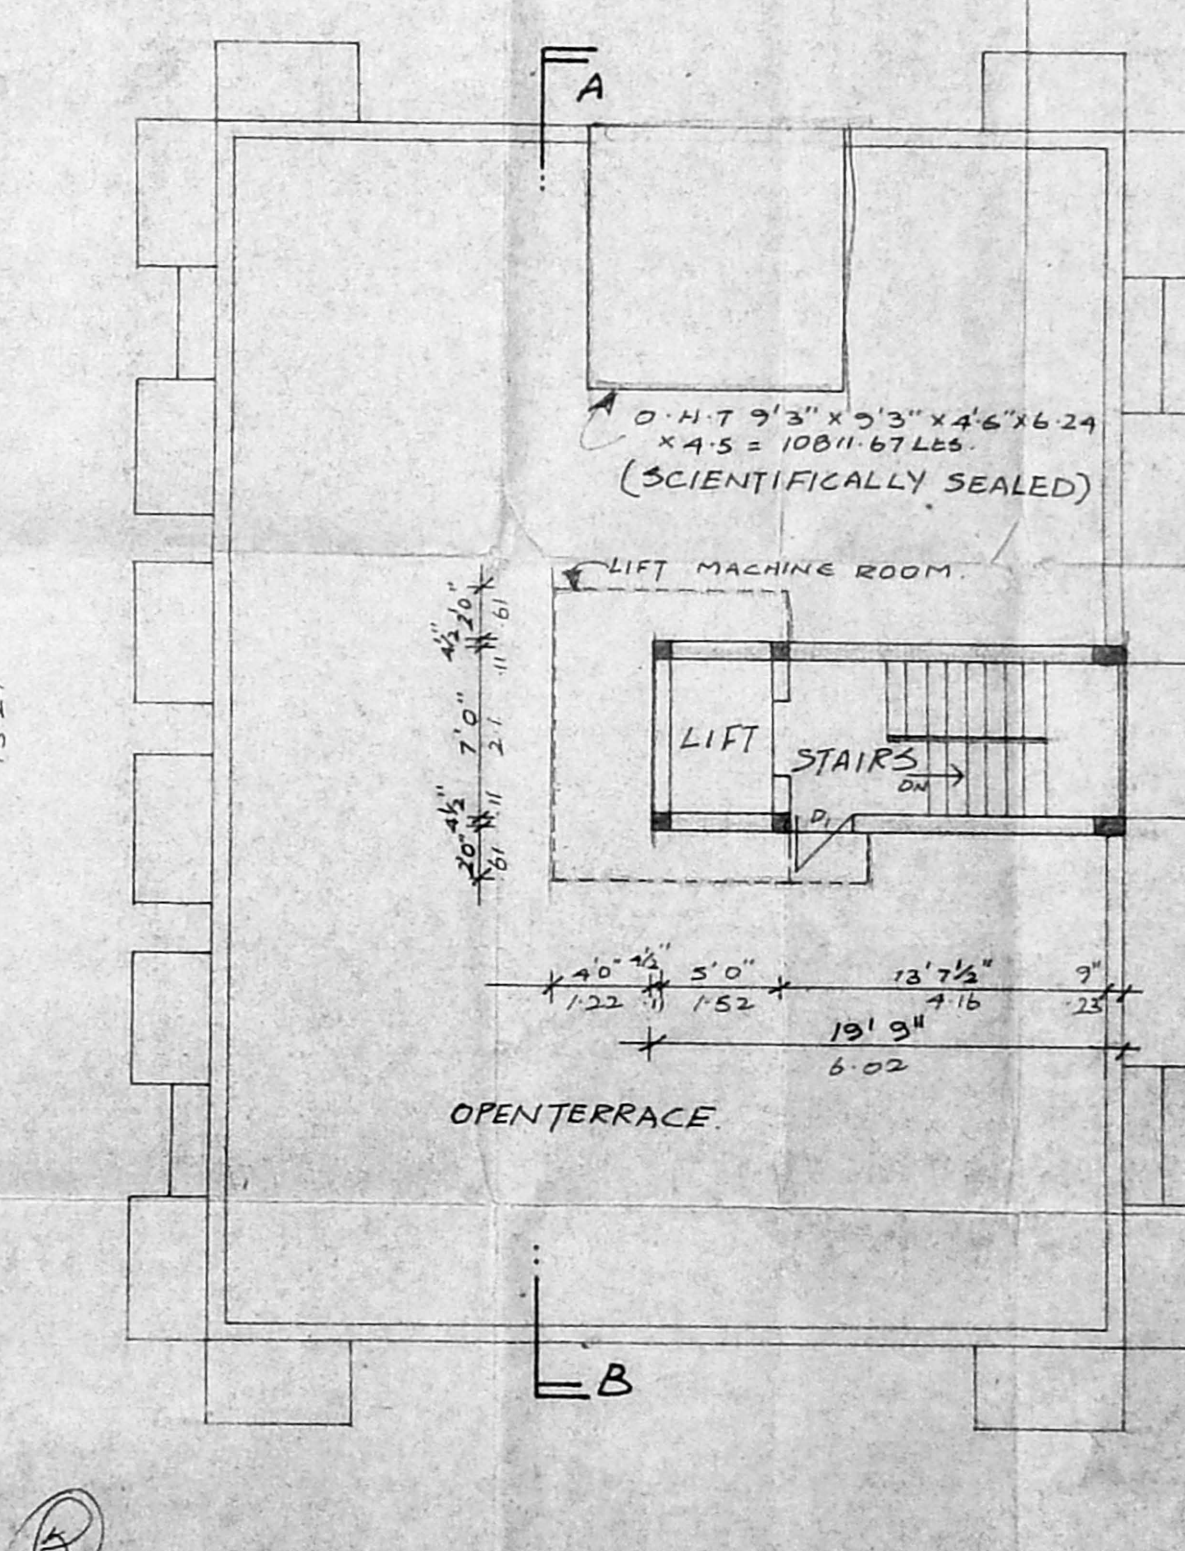 A
O.H.T 9'3" x 9'3" x 4'6" x 6.24
x 4.5 = 10811.67 Lts.
(SCIENTIFICALLY SEALED)
LIFT MACHINE ROOM.
2'0"
.61
4½"
.11
7'0"
2.1
4½"
.11
2'0"
.61
LIFT
STAIRS
DN
D1
4'0" 4½" 5'0" 13'7½" 9"
1.22 .11 1.52 4.16 .23
19'9"
6.02
OPEN TERRACE.
B